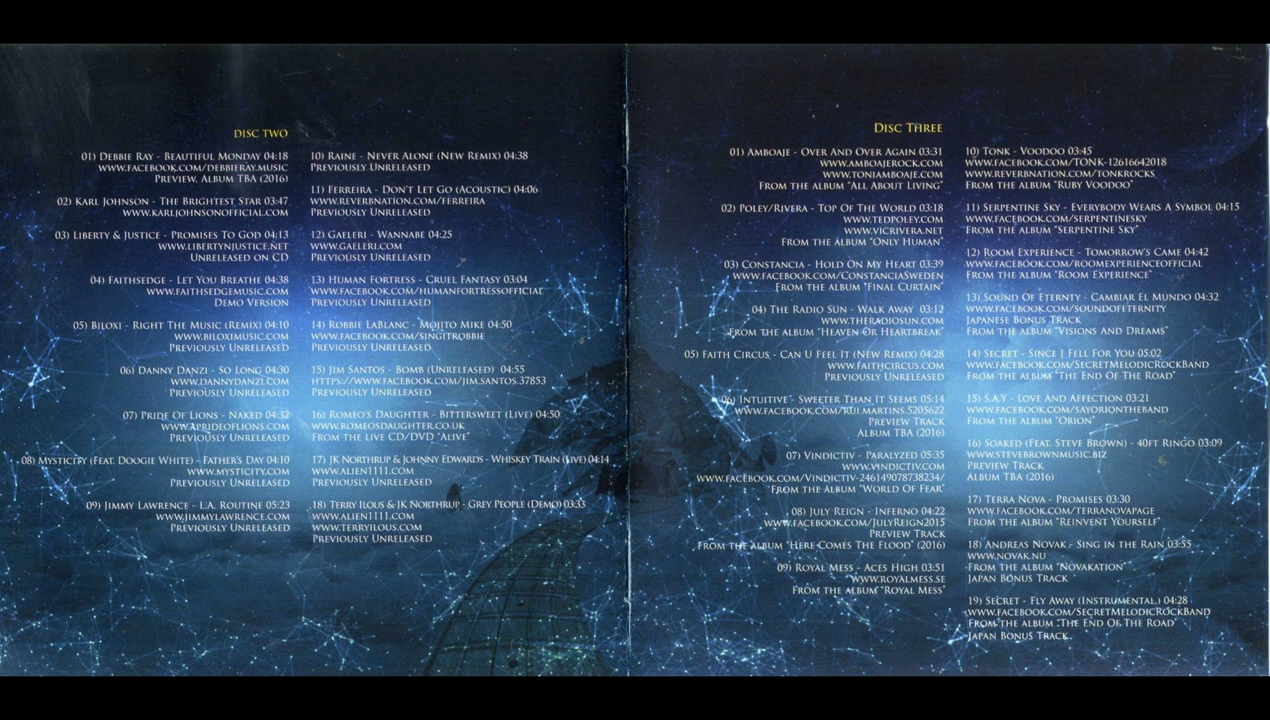 Disc Two
01) Debbie Ray - Beautiful Monday 04:18
www.facebook.com/debbieray.music
Preview. Album TBA (2016)
02) Karl Johnson - The Brightest Star 03:47
www.karljohnsonofficial.com
03) Liberty & Justice - Promises To God 04:13
www.libertynjustice.net
Unreleased on CD
04) Faithsedge - Let You Breathe 04:38
www.faithsedgemusic.com
Demo Version
05) Biloxi - Right The Music (Remix) 04:10
www.biloximusic.com
Previously Unreleased
06) Danny Danzi - So Long 04:30
www.dannydanzi.com
Previously Unreleased
07) Pride Of Lions - Naked 04:32
www.aprideoflions.com
Previously Unreleased
08) Mysticity (Feat. Doogie White) - Father's Day 04:10
www.mysticity.com
Previously Unreleased
09) Jimmy Lawrence - L.A. Routine 05:23
www.jimmylawrence.com
Previously Unreleased
10) Raine - Never Alone (New Remix) 04:38
Previously Unreleased
11) Ferreira - Don't Let Go (Acoustic) 04:06
www.reverbnation.com/ferreira
Previously Unreleased
12) Gaeleri - Wannabe 04:25
www.gaeleri.com
Previously Unreleased
13) Human Fortress - Cruel Fantasy 03:04
www.facebook.com/humanfortressofficial
Previously Unreleased
14) Robbie LaBlanc - Mojito Mike 04:50
www.facebook.com/singitrobbie
Previously Unreleased
15) Jim Santos - Bomb (Unreleased) 04:55
https://www.facebook.com/jim.santos.37853
16) Romeo's Daughter - Bittersweet (Live) 04:50
www.romeosdaughter.co.uk
From the live CD/DVD "Alive"
17) JK Northrup & Johnny Edwards - Whiskey Train (Live) 04:14
www.alien1111.com
Previously Unreleased
18) Terry Ilous & JK Northrup - Grey People (Demo) 03:33
www.alien1111.com
www.terryilous.com
Previously Unreleased
Disc Three
01) Amboaje - Over And Over Again 03:31
www.amboajerock.com
www.toniamboaje.com
From the album "All About Living"
02) Poley/Rivera - Top Of The World 03:18
www.tedpoley.com
www.vicrivera.net
From the album "Only Human"
03) Constancia - Hold On My Heart 03:39
www.facebook.com/ConstanciaSweden
From the album "Final Curtain"
04) The Radio Sun - Walk Away 03:12
www.theradiosun.com
From the album "Heaven Or Heartbreak"
05) Faith Circus - Can U Feel It (New Remix) 04:28
www.faithcircus.com
Previously Unreleased
06) Intuitive - Sweeter Than It Seems 05:14
www.facebook.com/rui.martins.5205622
Preview Track
Album TBA (2016)
07) Vindictiv - Paralyzed 05:35
www.vindictiv.com
www.facebook.com/Vindictiv-246149078738234/
From the album "World Of Fear"
08) July Reign - Inferno 04:22
www.facebook.com/JulyReign2015
Preview Track
From the album "Here Comes The Flood" (2016)
09) Royal Mess - Aces High 03:51
www.royalmess.se
From the album "Royal Mess"
10) Tonk - Voodoo 03:45
www.facebook.com/TONK-12616642018
www.reverbnation.com/tonkrocks
From the album "Ruby Voodoo"
11) Serpentine Sky - Everybody Wears A Symbol 04:15
www.facebook.com/serpentinesky
From the album "Serpentine Sky"
12) Room Experience - Tomorrow's Came 04:42
www.facebook.com/roomexperienceofficial
From the album "Room Experience"
13) Sound Of Eternty - Cambiar El Mundo 04:32
www.facebook.com/soundofeternity
Japanese Bonus Track
From the album "Visions And Dreams"
14) Secret - Since I Fell For You 05:02
www.facebook.com/SecretMelodicRockBand
From the album "The End Of The Road"
15) S.A.Y - Love And Affection 03:21
www.facebook.com/sayoriontheband
From the album "Orion"
16) Soaked (Feat. Steve Brown) - 40ft Ringo 03:09
www.stevebrownmusic.biz
Preview Track
Album TBA (2016)
17) Terra Nova - Promises 03:30
www.facebook.com/terranovapage
From the album "Reinvent Yourself"
18) Andreas Novak - Sing in the Rain 03:55
www.novak.nu
From the album "Novakation"
Japan Bonus Track
19) Secret - Fly Away (Instrumental) 04:28
www.facebook.com/SecretMelodicRockBand
From the album "The End Of The Road"
Japan Bonus Track